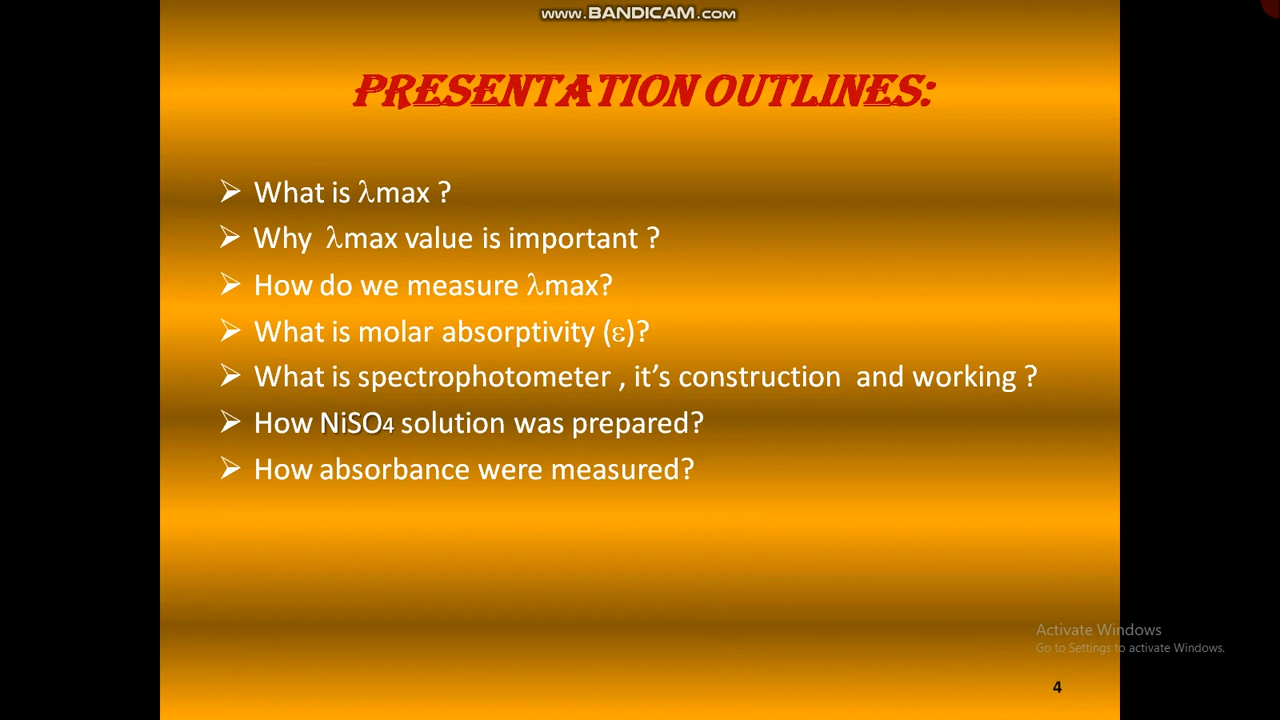 www.BANDICAM.com
PRESENTATION OUTLINES:
➢ What is λmax ?
➢ Why λmax value is important ?
➢ How do we measure λmax?
➢ What is molar absorptivity (ε)?
➢ What is spectrophotometer , it’s construction and working ?
➢ How NiSO4 solution was prepared?
➢ How absorbance were measured?
Activate Windows
Go to Settings to activate Windows.
4